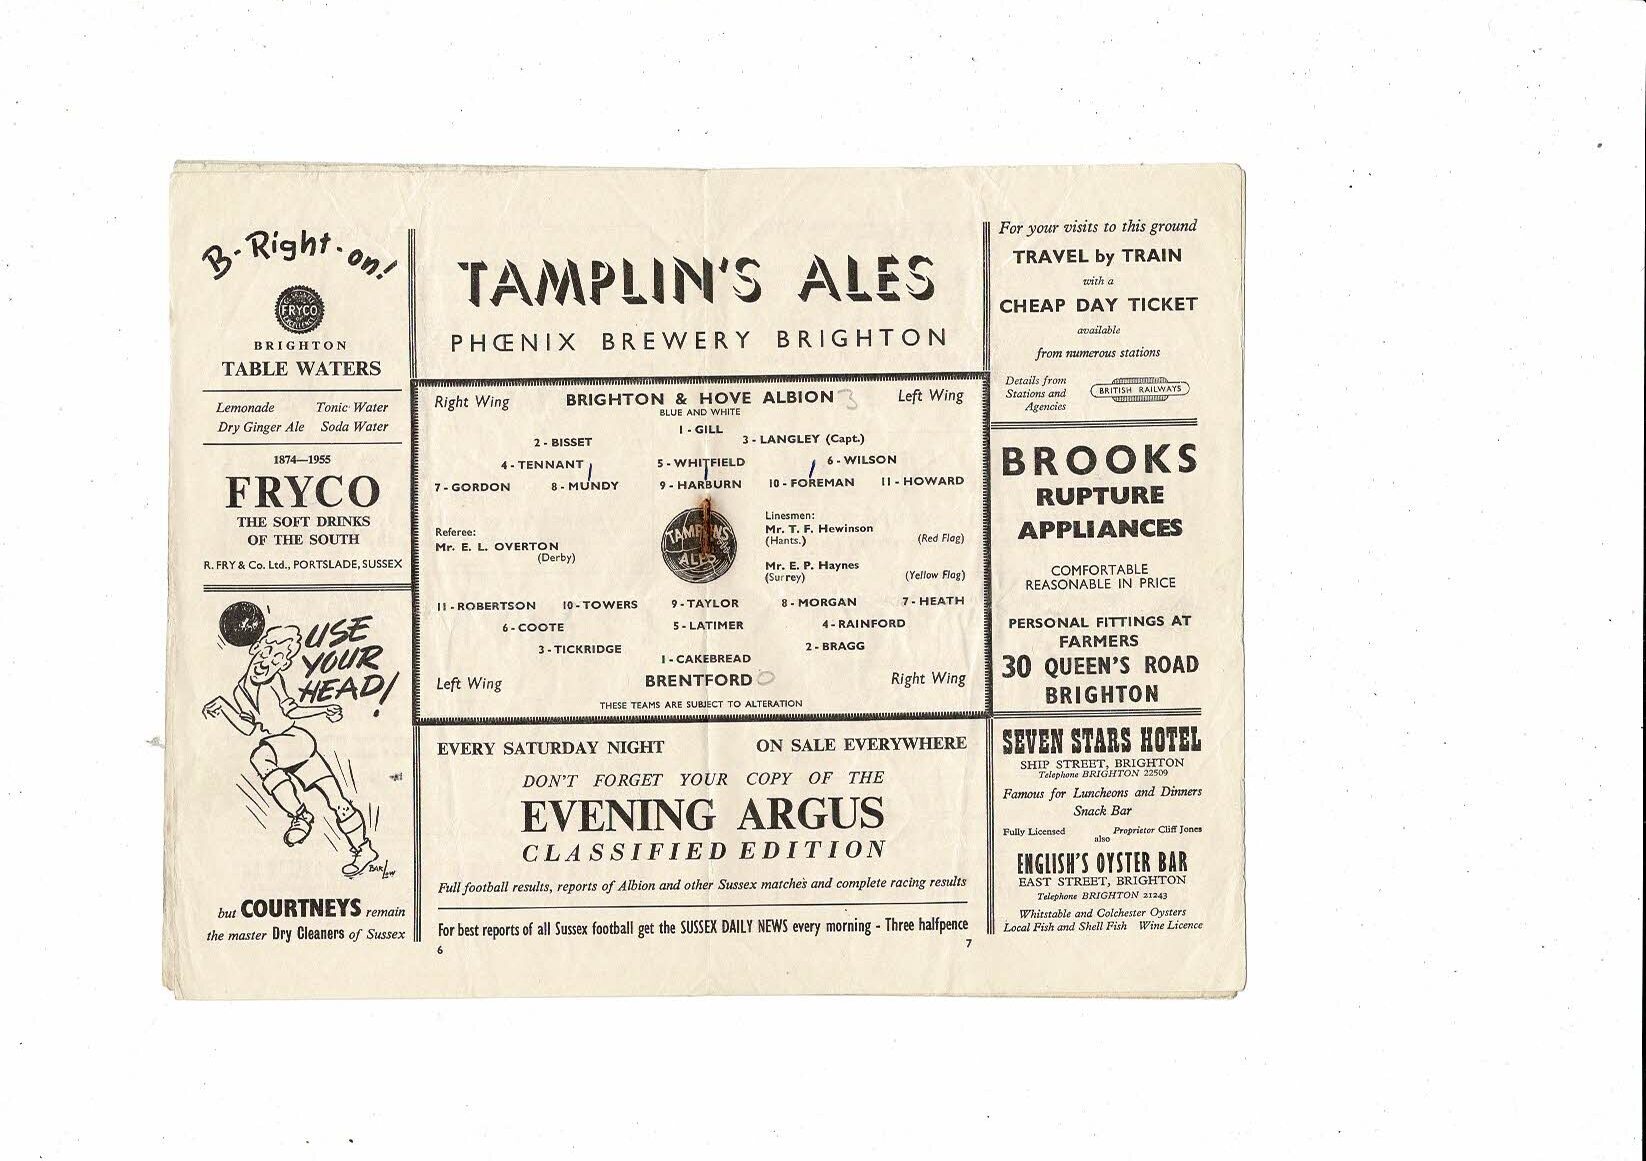 B-Right-on!
FRYCO
BRIGHTON
TABLE WATERS
Lemonade Tonic Water
Dry Ginger Ale Soda Water
1874—1955
FRYCO
THE SOFT DRINKS
OF THE SOUTH
R. FRY & Co. Ltd., PORTSLADE, SUSSEX
USE
YOUR
HEAD!
BARLOW
but COURTNEYS remain
the master Dry Cleaners of Sussex
TAMPLIN'S ALES
PHŒNIX BREWERY BRIGHTON
Right Wing BRIGHTON & HOVE ALBION 3 Left Wing
BLUE AND WHITE
1 - GILL
2 - BISSET 3 - LANGLEY (Capt.)
4 - TENNANT 5 - WHITFIELD 6 - WILSON
7 - GORDON 8 - MUNDY 9 - HARBURN 10 - FOREMAN 11 - HOWARD
Referee:
Mr. E. L. OVERTON
(Derby)
TAMPLINS
ALES
Linesmen:
Mr. T. F. Hewinson
(Hants.) (Red Flag)
Mr. E. P. Haynes
(Surrey) (Yellow Flag)
11 - ROBERTSON 10 - TOWERS 9 - TAYLOR 8 - MORGAN 7 - HEATH
6 - COOTE 5 - LATIMER 4 - RAINFORD
3 - TICKRIDGE 2 - BRAGG
1 - CAKEBREAD
Left Wing BRENTFORD 0 Right Wing
THESE TEAMS ARE SUBJECT TO ALTERATION
EVERY SATURDAY NIGHT ON SALE EVERYWHERE
DON'T FORGET YOUR COPY OF THE
EVENING ARGUS
CLASSIFIED EDITION
Full football results, reports of Albion and other Sussex matches and complete racing results
For best reports of all Sussex football get the SUSSEX DAILY NEWS every morning - Three halfpence
6 7
For your visits to this ground
TRAVEL by TRAIN
with a
CHEAP DAY TICKET
available
from numerous stations
Details from
Stations and
Agencies
BRITISH RAILWAYS
BROOKS
RUPTURE
APPLIANCES
COMFORTABLE
REASONABLE IN PRICE
PERSONAL FITTINGS AT
FARMERS
30 QUEEN'S ROAD
BRIGHTON
SEVEN STARS HOTEL
SHIP STREET, BRIGHTON
Telephone BRIGHTON 22509
Famous for Luncheons and Dinners
Snack Bar
Fully Licensed Proprietor Cliff Jones
also
ENGLISH'S OYSTER BAR
EAST STREET, BRIGHTON
Telephone BRIGHTON 21243
Whitstable and Colchester Oysters
Local Fish and Shell Fish Wine Licence